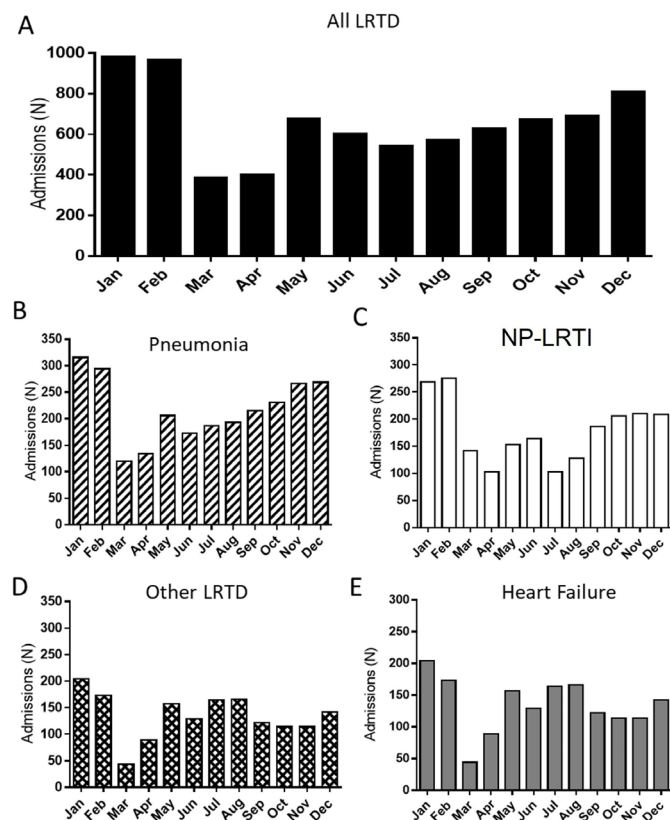 A
All LRTD
Admissions (N)
1000
800
600
400
200
0
Jan Feb Mar Apr May Jun Jul Aug Sep Oct Nov Dec
B
Pneumonia
Admissions (N)
350
300
250
200
150
100
50
0
Jan Feb Mar Apr May Jun Jul Aug Sep Oct Nov Dec
C
NP-LRTI
Admissions (N)
350
300
250
200
150
100
50
0
Jan Feb Mar Apr May Jun Jul Aug Sep Oct Nov Dec
D
Other LRTD
Admissions (N)
350
300
250
200
150
100
50
0
Jan Feb Mar Apr May Jun Jul Aug Sep Oct Nov Dec
E
Heart Failure
Admissions (N)
350
300
250
200
150
100
50
0
Jan Feb Mar Apr May Jun Jul Aug Sep Oct Nov Dec